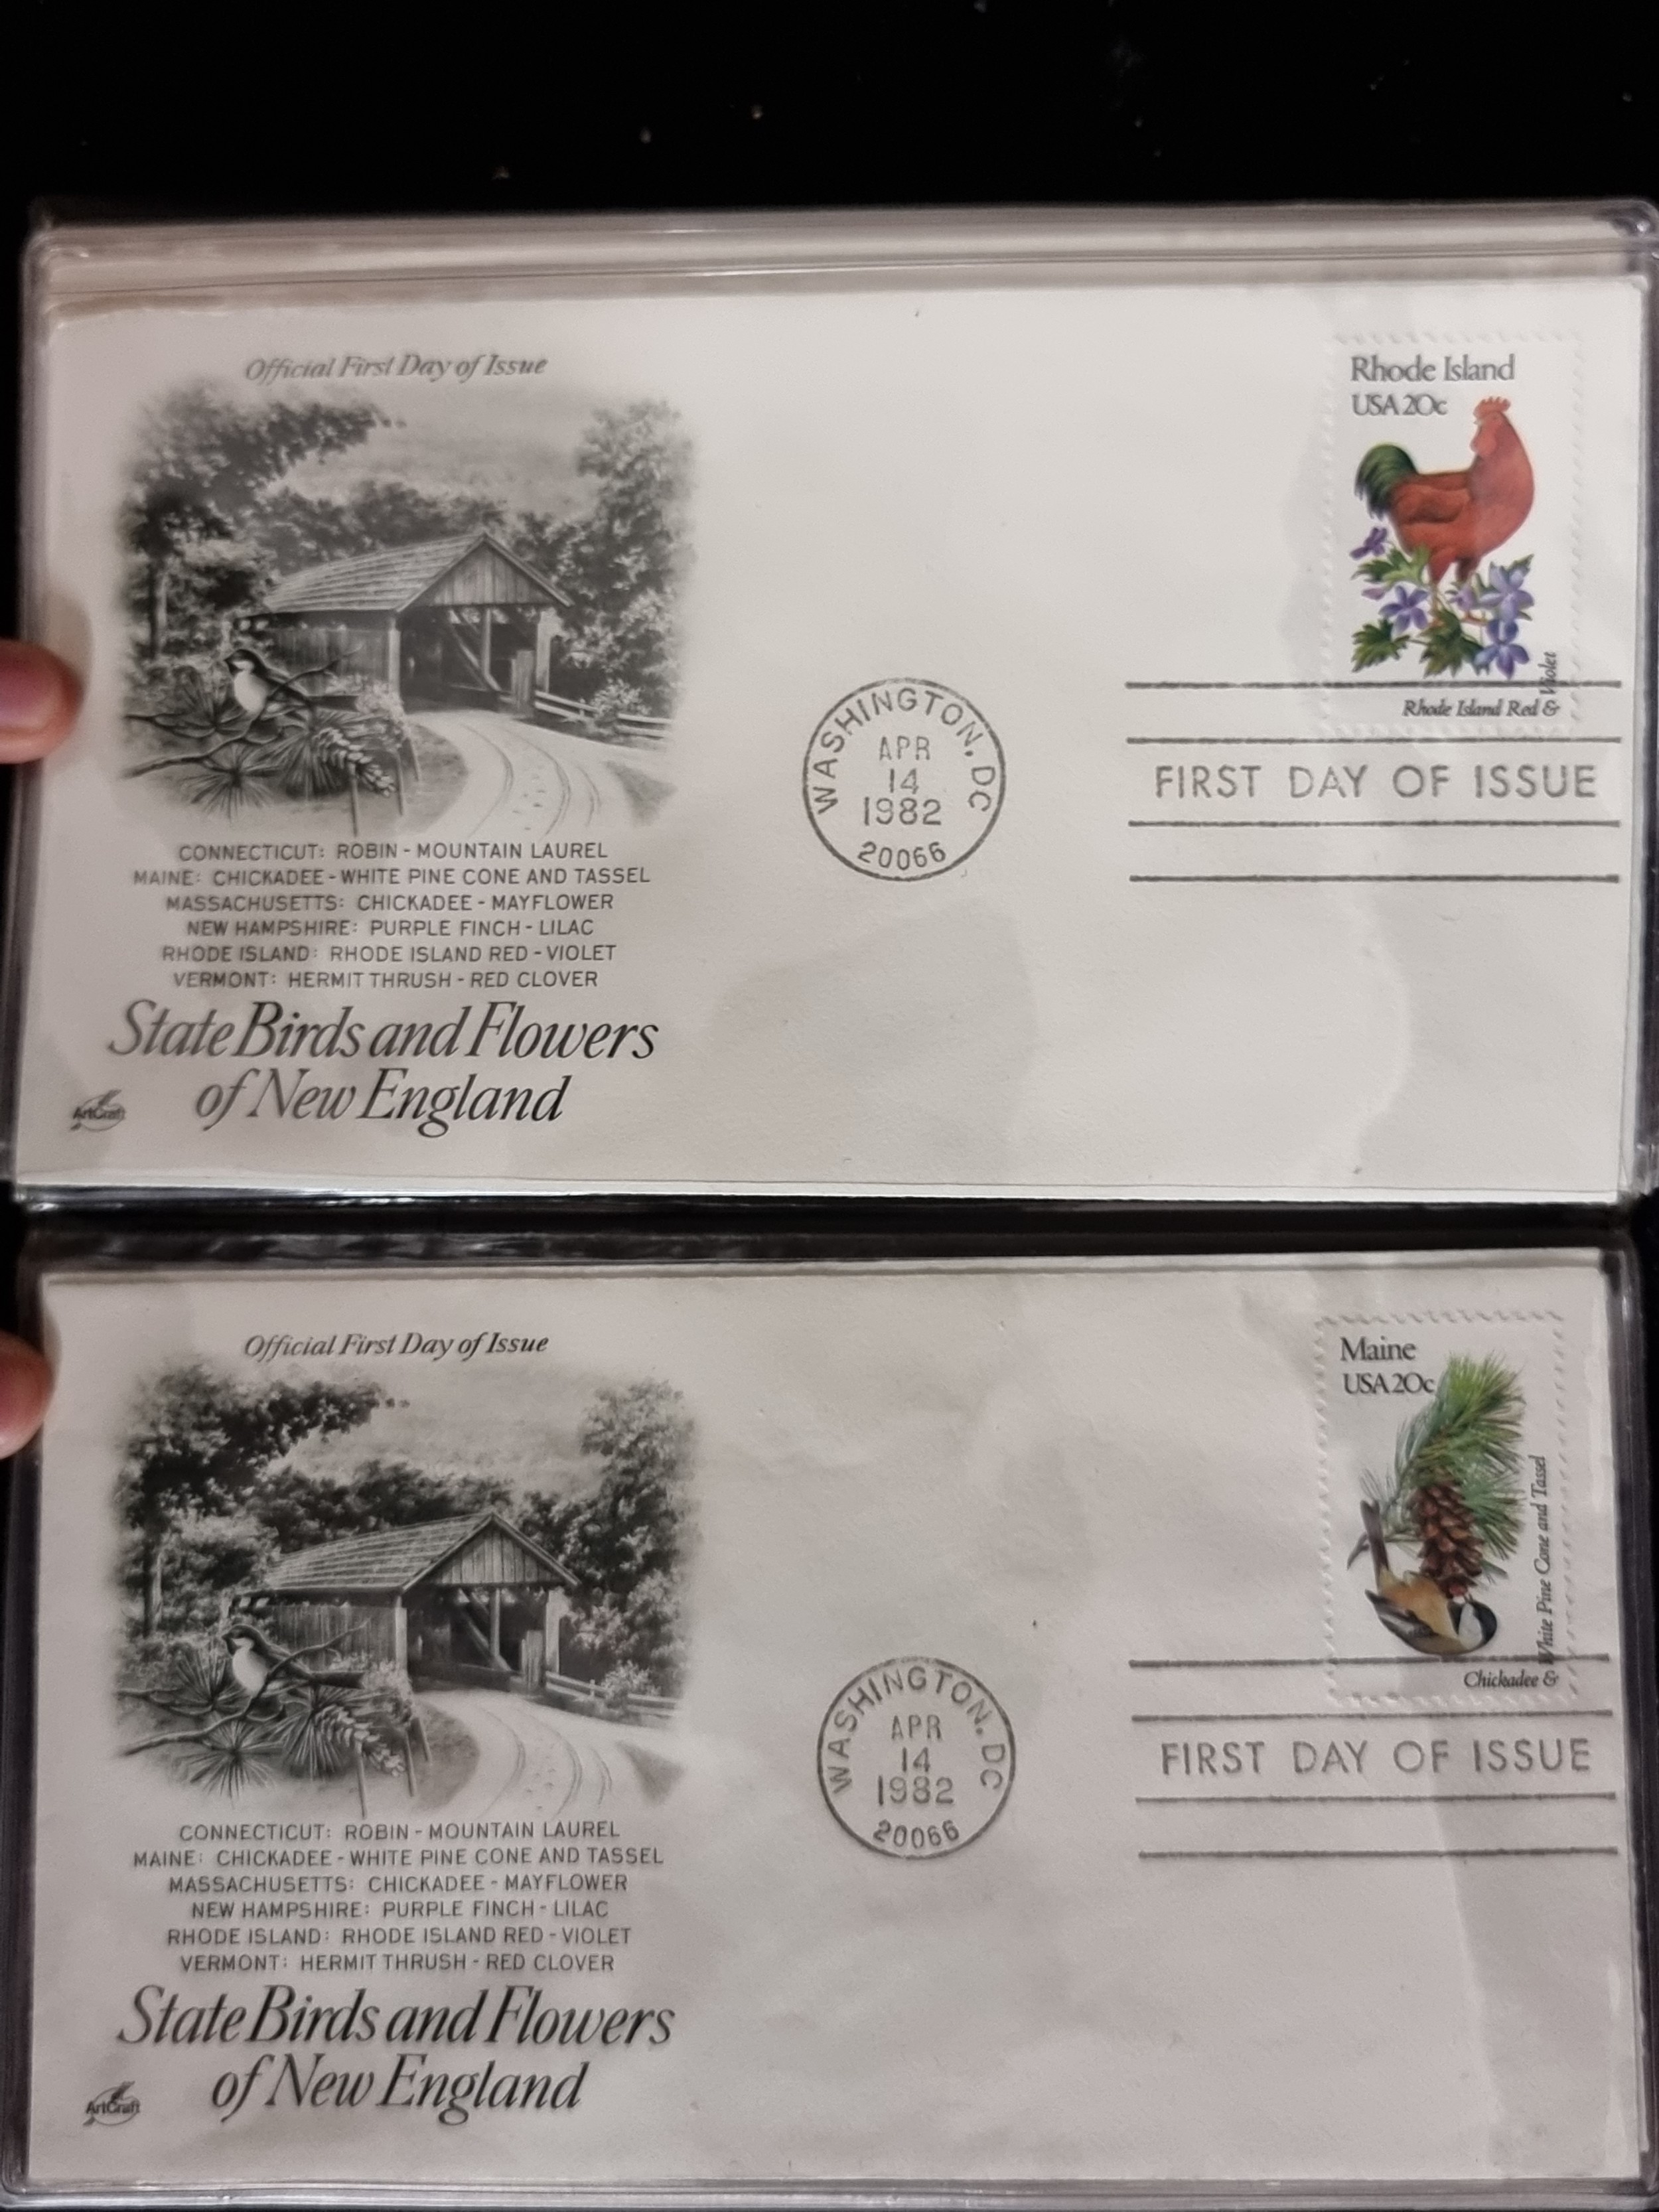 Official First Day of Issue
Rhode Island
USA 20c
Violet
Rhode Island Red &
WASHINGTON, DC
APR
14
1982
20066
FIRST DAY OF ISSUE
CONNECTICUT: ROBIN - MOUNTAIN LAUREL
MAINE: CHICKADEE - WHITE PINE CONE AND TASSEL
MASSACHUSETTS: CHICKADEE - MAYFLOWER
NEW HAMPSHIRE: PURPLE FINCH - LILAC
RHODE ISLAND: RHODE ISLAND RED - VIOLET
VERMONT: HERMIT THRUSH - RED CLOVER
State Birds and Flowers
of New England
ArtCraft
Official First Day of Issue
Maine
USA 20c
White Pine Cone and Tassel
Chickadee &
WASHINGTON, DC
APR
14
1982
20066
FIRST DAY OF ISSUE
CONNECTICUT: ROBIN - MOUNTAIN LAUREL
MAINE: CHICKADEE - WHITE PINE CONE AND TASSEL
MASSACHUSETTS: CHICKADEE - MAYFLOWER
NEW HAMPSHIRE: PURPLE FINCH - LILAC
RHODE ISLAND: RHODE ISLAND RED - VIOLET
VERMONT: HERMIT THRUSH - RED CLOVER
State Birds and Flowers
of New England
ArtCraft